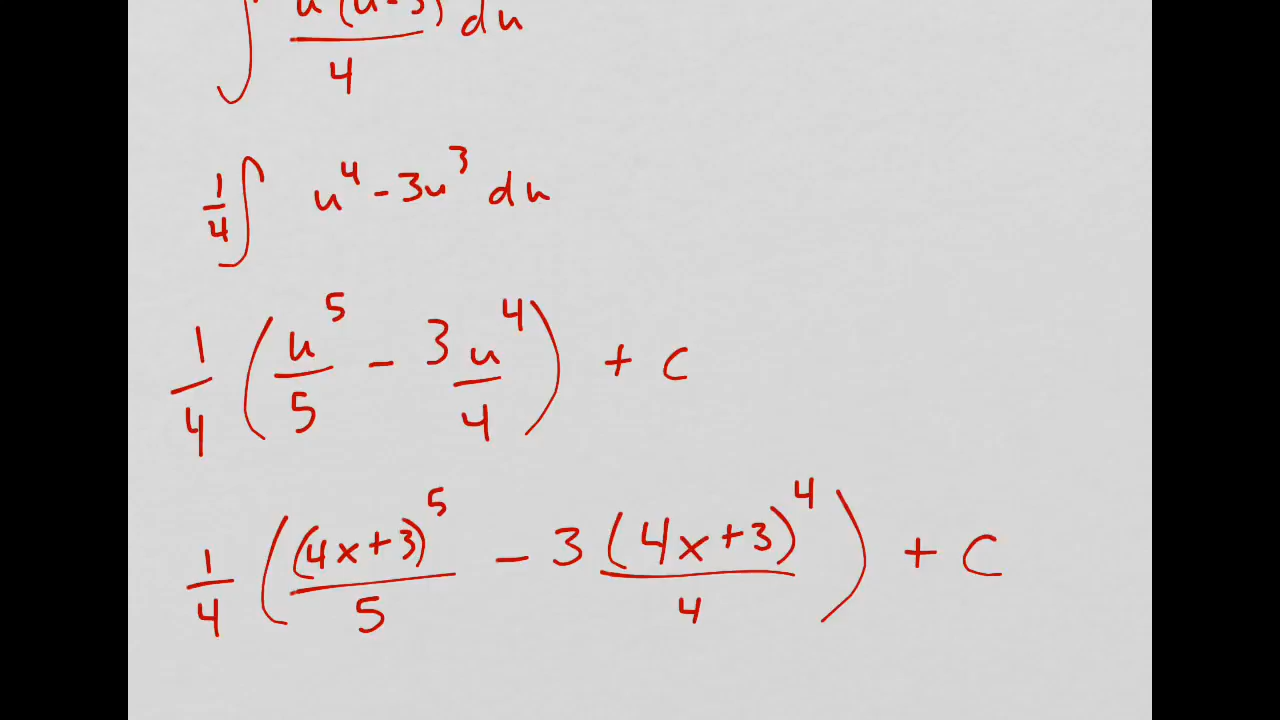 ∫ u (u-3) / 4 du
1/4 ∫ u^4 - 3u^3 du
1/4 ( u^5/5 - 3 u^4/4 ) + c
1/4 ( (4x+3)^5/5 - 3 (4x+3)^4/4 ) + c